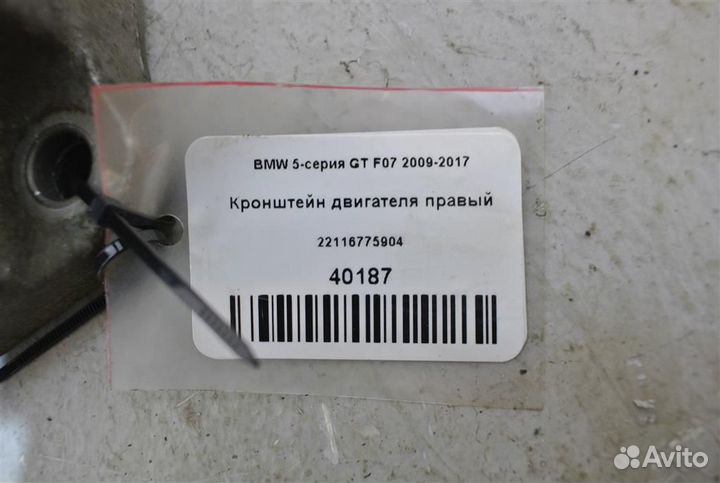 BMW 5-серия GT F07 2009-2017
Кронштейн двигателя правый
22116775904
40187
Avito